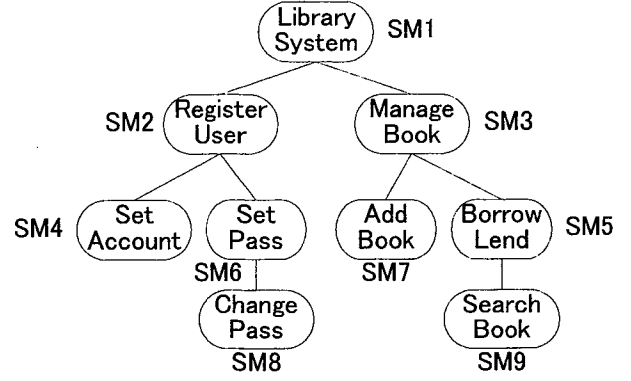 Library
System
SM1
SM2
Register
User
Manage
Book
SM3
SM4
Set
Account
Set
Pass
Add
Book
Borrow
Lend
SM5
SM6
SM7
Change
Pass
Search
Book
SM8
SM9